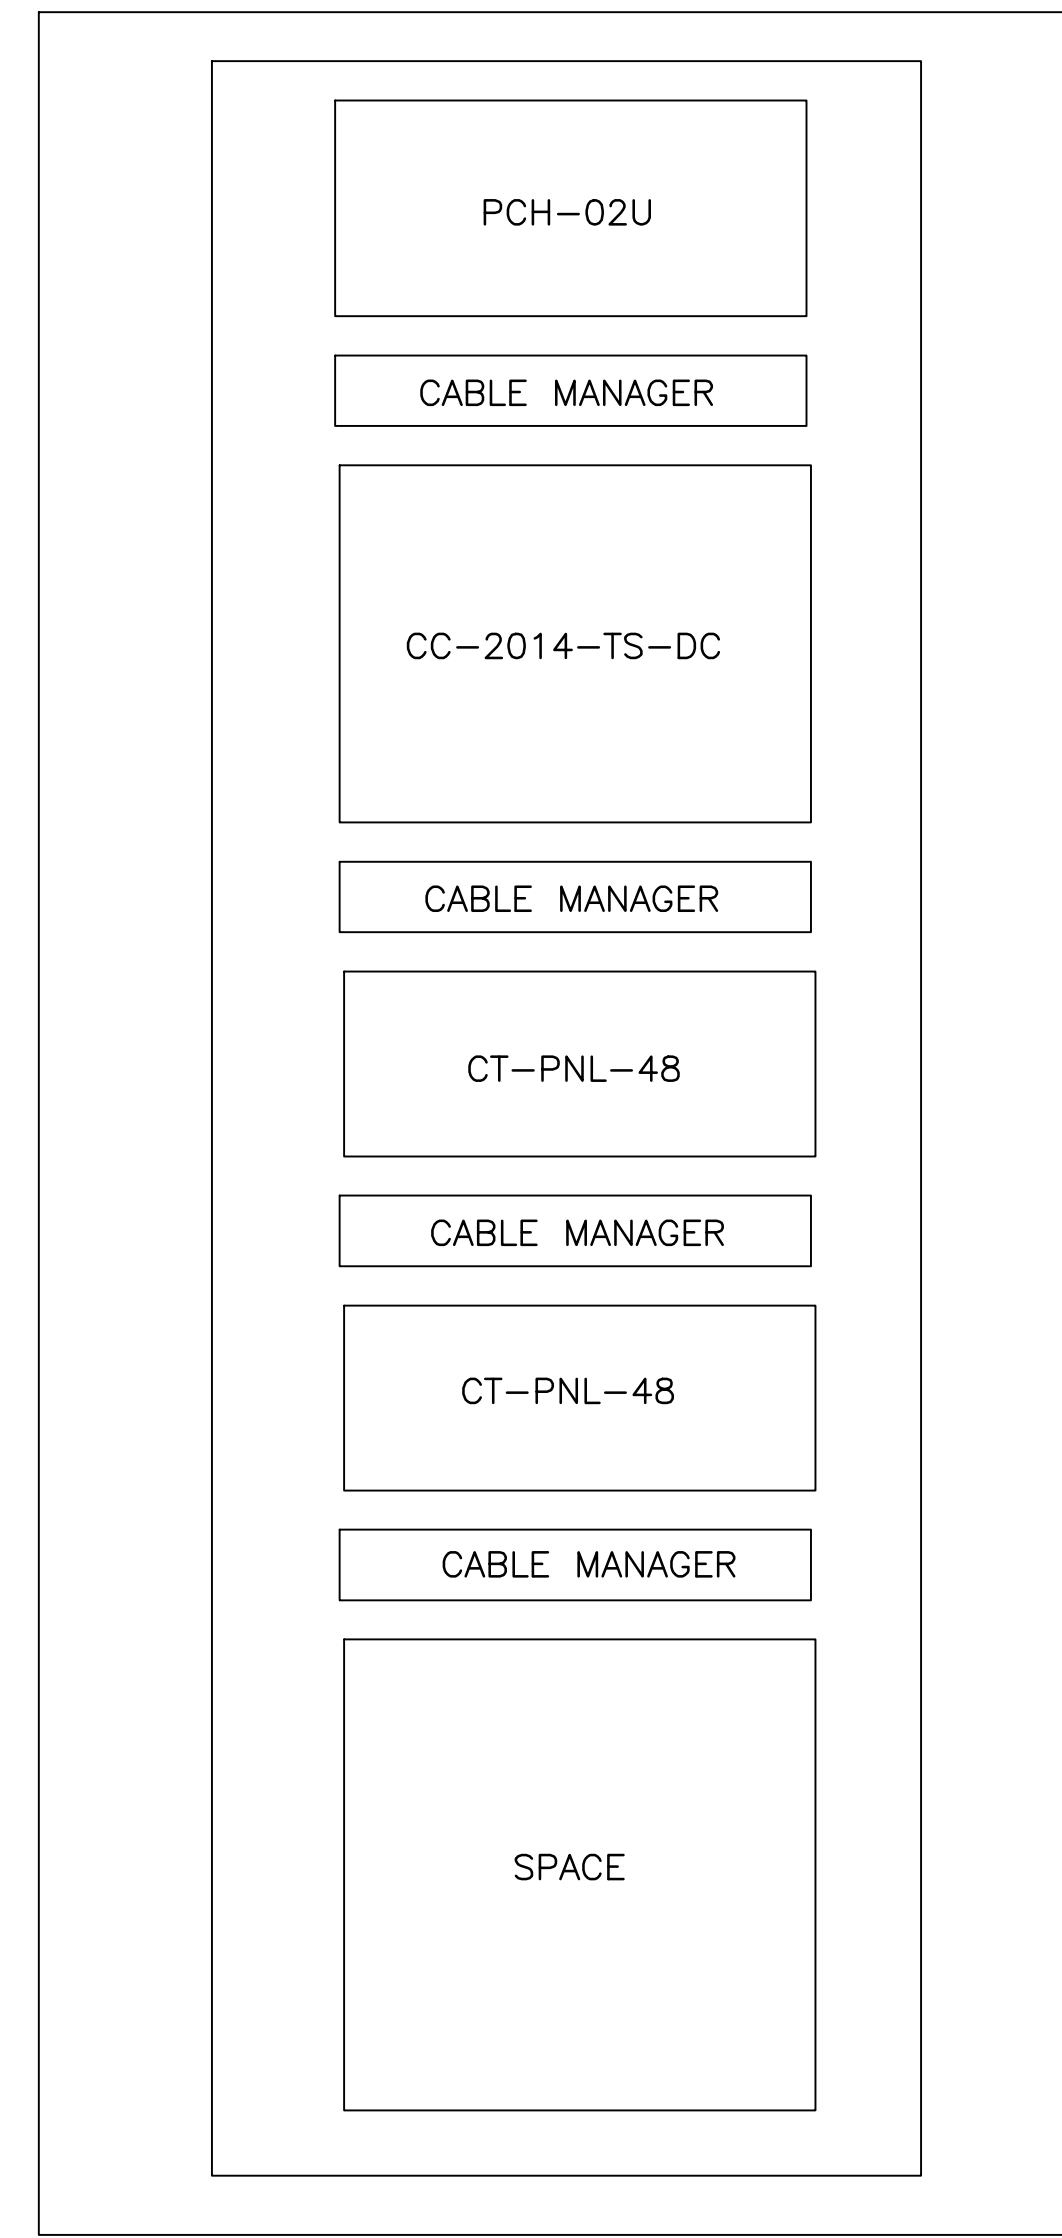 PCH-02U
CABLE MANAGER
CC-2014-TS-DC
CABLE MANAGER
CT-PNL-48
CABLE MANAGER
CT-PNL-48
CABLE MANAGER
SPACE